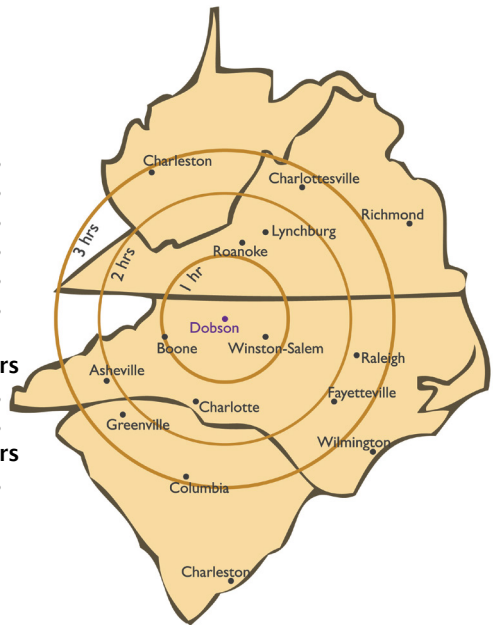 Charleston
Charlottesville
Richmond
Lynchburg
Roanoke
3 hrs
2 hrs
1 hr
Dobson
Boone
Winston-Salem
Raleigh
Asheville
rs
Charlotte
Fayetteville
Greenville
Wilmington
rs
Columbia
Charleston